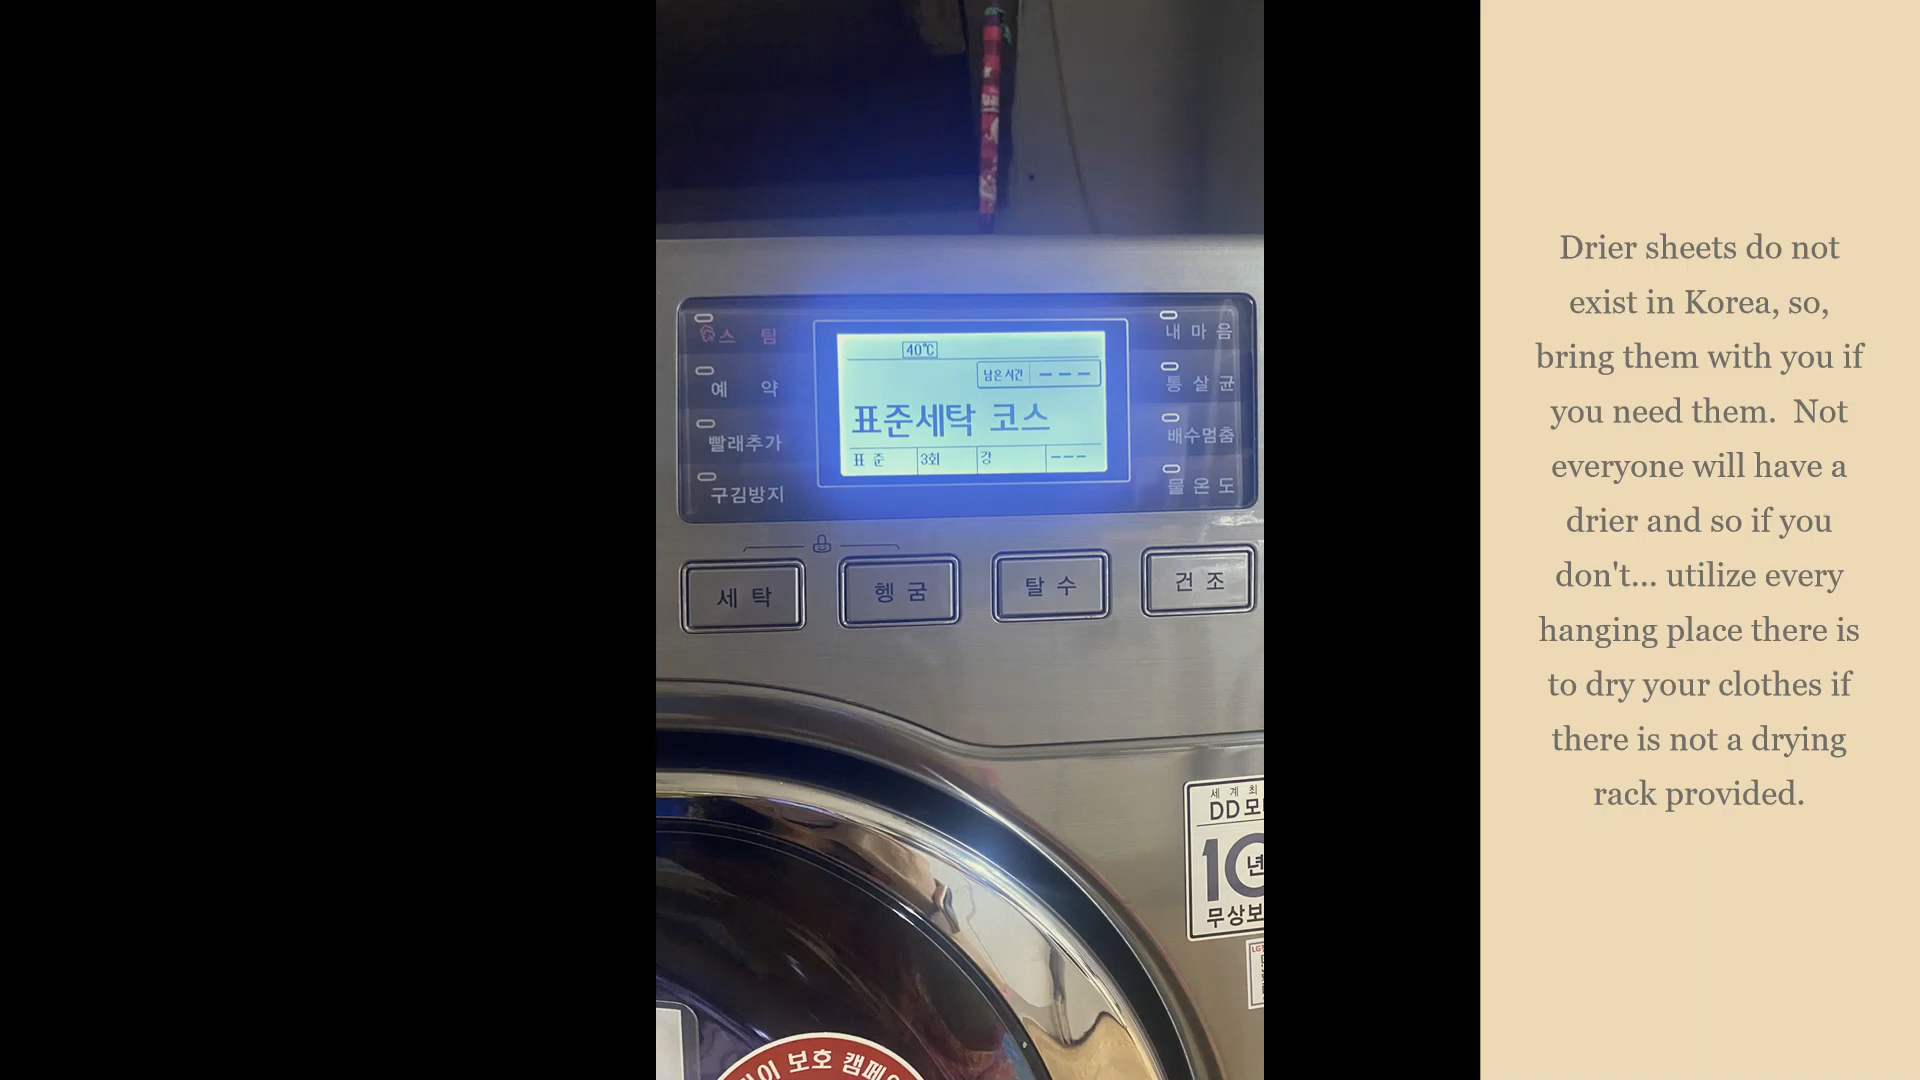 스 팀
예 약
빨래추가
구김방지
40℃
남은시간 ---
표준세탁 코스
표 준 3회 강 ---
내 마 음
통 살 균
배수멈춤
물 온 도
세 탁
헹 굼
탈 수
건 조
세 계 최
DD모
10년
무상보
LG
이 보호 캠페
Drier sheets do not
exist in Korea, so,
bring them with you if
you need them.  Not
everyone will have a
drier and so if you
don't... utilize every
hanging place there is
to dry your clothes if
there is not a drying
rack provided.